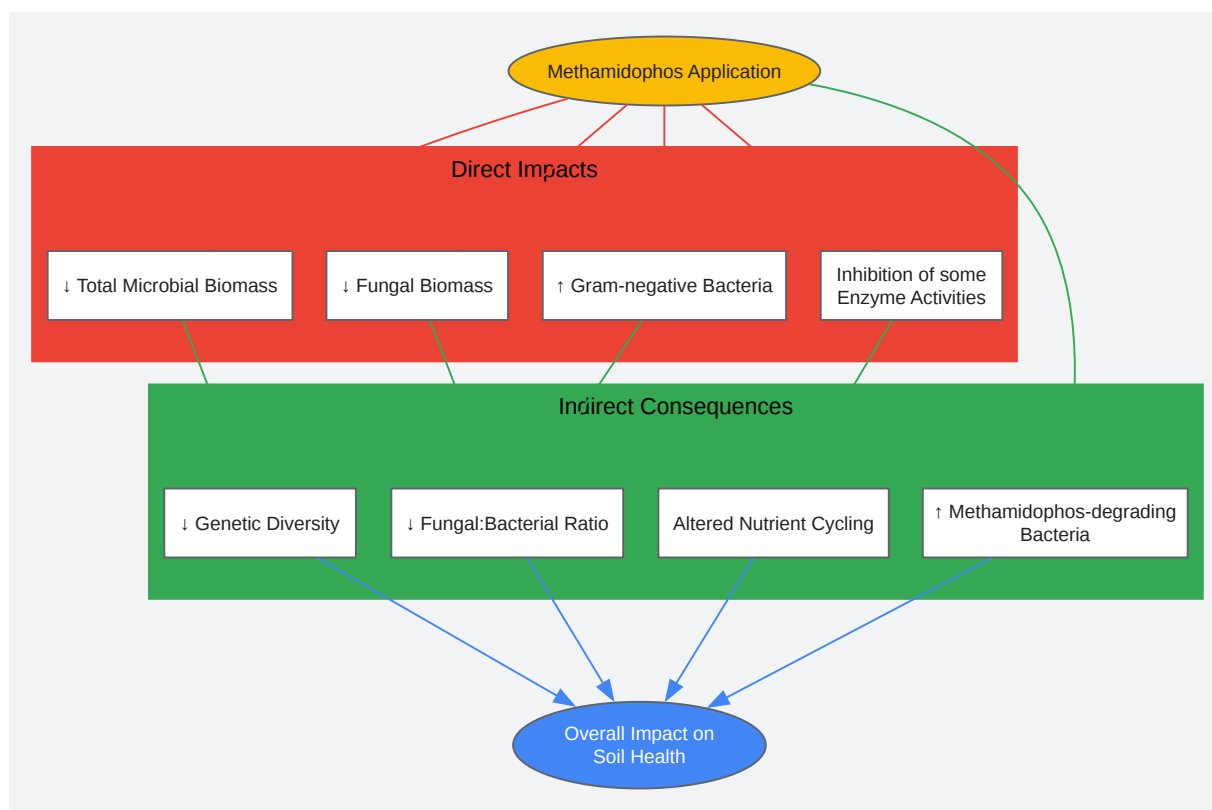 Methamidophos Application
Direct Impacts
↓ Total Microbial Biomass
↓ Fungal Biomass
↑ Gram-negative Bacteria
Inhibition of some
Enzyme Activities
Indirect Consequences
↓ Genetic Diversity
↓ Fungal:Bacterial Ratio
Altered Nutrient Cycling
↑ Methamidophos-degrading
Bacteria
Overall Impact on
Soil Health